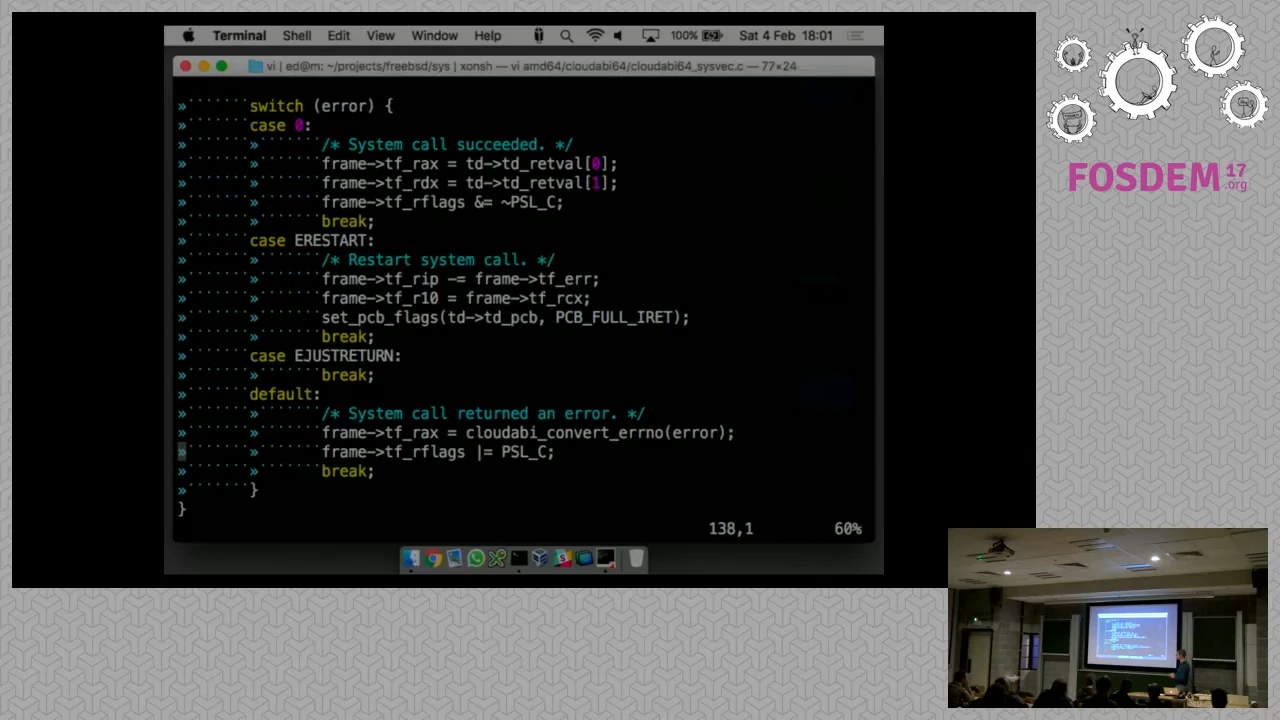 Terminal Shell Edit View Window Help 100% Sat 4 Feb 18:01
vi | ed@m: ~/projects/freebsd/sys | xonsh — vi amd64/cloudabi64/cloudabi64_sysvec.c — 77×24
switch (error) {
case 0:
/* System call succeeded. */
frame->tf_rax = td->td_retval[0];
frame->tf_rdx = td->td_retval[1];
frame->tf_rflags &= ~PSL_C;
break;
case ERESTART:
/* Restart system call. */
frame->tf_rip -= frame->tf_err;
frame->tf_r10 = frame->tf_rcx;
set_pcb_flags(td->td_pcb, PCB_FULL_IRET);
break;
case EJUSTRETURN:
break;
default:
/* System call returned an error. */
frame->tf_rax = cloudabi_convert_errno(error);
frame->tf_rflags |= PSL_C;
break;
}
}
138,1 60%
FOSDEM 17
.org